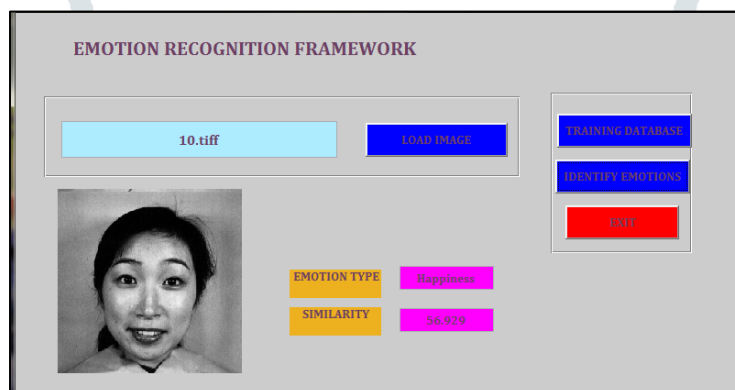 EMOTION RECOGNITION FRAMEWORK
10.tiff
LOAD IMAGE
TRAINING DATABASE
IDENTIFY EMOTIONS
EXIT
EMOTION TYPE
Happiness
SIMILARITY
56.929